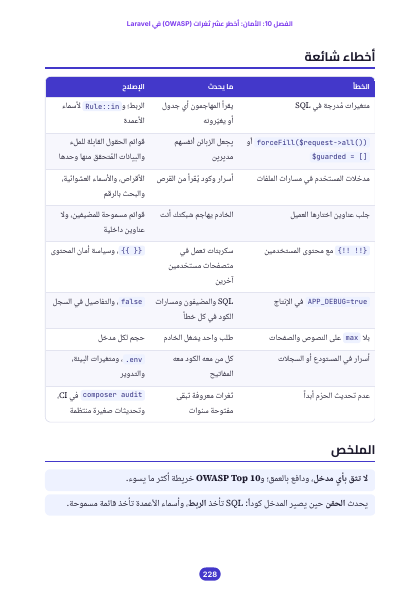 الفصل 10: الأمان: أخطر عشر ثغرات (OWASP) في Laravel
أخطاء شائعة
الخطأ ما يحدث الإصلاح
متغيرات مُدرجة في SQL يقرأ المهاجمون أي جدول الربط؛ و Rule::in لأسماء
أو يغيّرونه الأعمدة
forceFill($request->all()) أو يجعل الزبائن أنفسهم قوائم الحقول القابلة للملء
$guarded = [] مديرين والبيانات المُتحقق منها وحدها
مدخلات المستخدم في مسارات الملفات أسرار وكود يُقرأ من القرص الأقراص، والأسماء العشوائية،
والبحث بالرقم
جلب عناوين اختارها العميل الخادم يهاجم شبكتك أنت قوائم مسموحة للمضيفين، ولا
عناوين داخلية
{!! !!} مع محتوى المستخدمين سكربتات تعمل في {{ }}، وسياسة أمان المحتوى
متصفحات مستخدمين
آخرين
APP_DEBUG=true في الإنتاج SQL والمضيفون ومسارات false، والتفاصيل في السجل
الكود في كل خطأ
بلا max على النصوص والصفحات طلب واحد يشغل الخادم حجم لكل مدخل
أسرار في المستودع أو السجلات كل من معه الكود معه .env، ومتغيرات البيئة،
المفاتيح والتدوير
عدم تحديث الحزم أبداً ثغرات معروفة تبقى composer audit في CI،
مفتوحة سنوات وتحديثات صغيرة منتظمة
الملخص
لا تثق بأي مدخل، ودافع بالعمق؛ وOWASP Top 10 خريطة أكثر ما يسوء.
يحدث الحقن حين يصير المدخل كوداً: SQL تأخذ الربط، وأسماء الأعمدة تأخذ قائمة مسموحة.
228